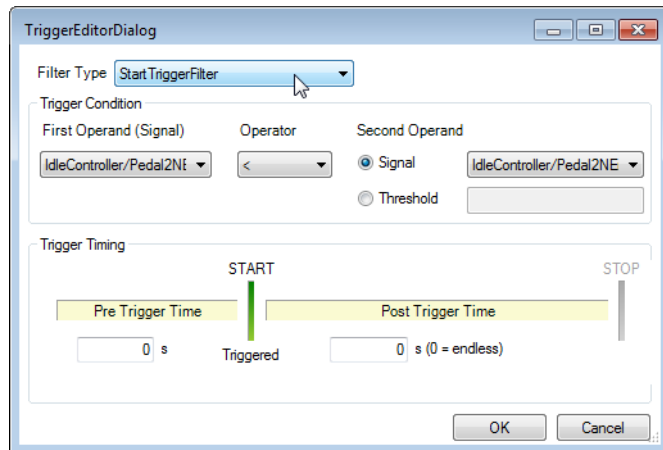 TriggerEditorDialog
Filter Type StartTriggerFilter
Trigger Condition
First Operand (Signal) Operator Second Operand
IdleController/Pedal2NE < Signal IdleController/Pedal2NE
Threshold
Trigger Timing
START STOP
Pre Trigger Time Post Trigger Time
0 s Triggered 0 s (0 = endless)
OK Cancel